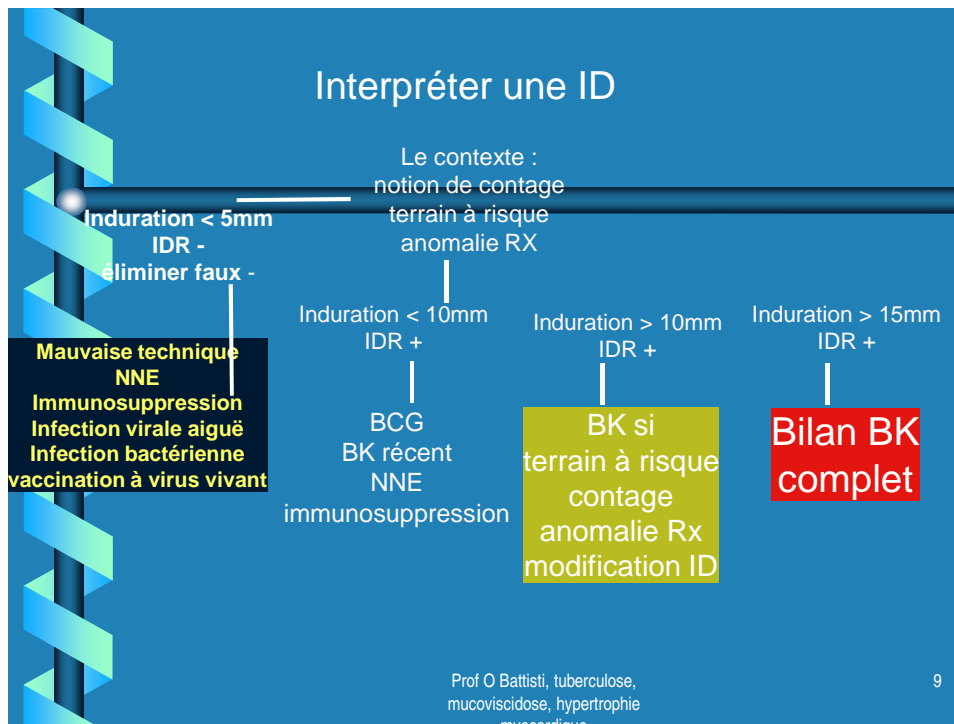 Interpréter une ID
Le contexte :
notion de contage
terrain à risque
anomalie RX
Induration < 5mm
IDR -
éliminer faux -
Mauvaise technique
NNE
Immunosuppression
Infection virale aiguë
Infection bactérienne
vaccination à virus vivant
Induration < 10mm
IDR +
BCG
BK récent
NNE
immunosuppression
Induration > 10mm
IDR +
BK si
terrain à risque
contage
anomalie Rx
modification ID
Induration > 15mm
IDR +
Bilan BK
complet
Prof O Battisti, tuberculose,
mucoviscidose, hypertrophie
myocardique
9